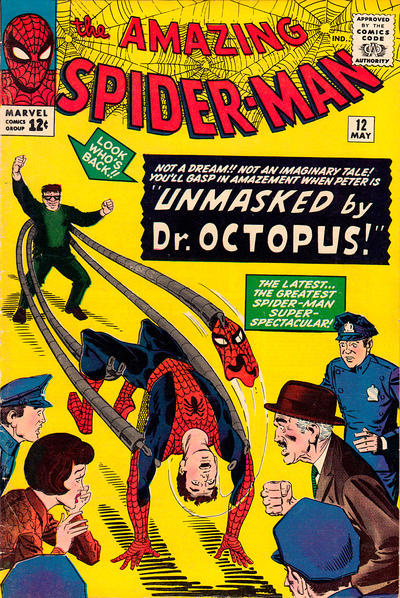 the AMAZING
SPIDER-MAN
IND.
APPROVED
BY THE
COMICS
CODE
AUTHORITY
MARVEL
COMICS
GROUP
12¢
12
MAY
LOOK
WHO'S
BACK!!
NOT A DREAM!! NOT AN IMAGINARY TALE!
YOU'LL GASP IN AMAZEMENT WHEN PETER IS
"UNMASKED by
Dr. OCTOPUS!"
THE LATEST...
THE GREATEST
SPIDER-MAN
SUPER-
SPECTACULAR!